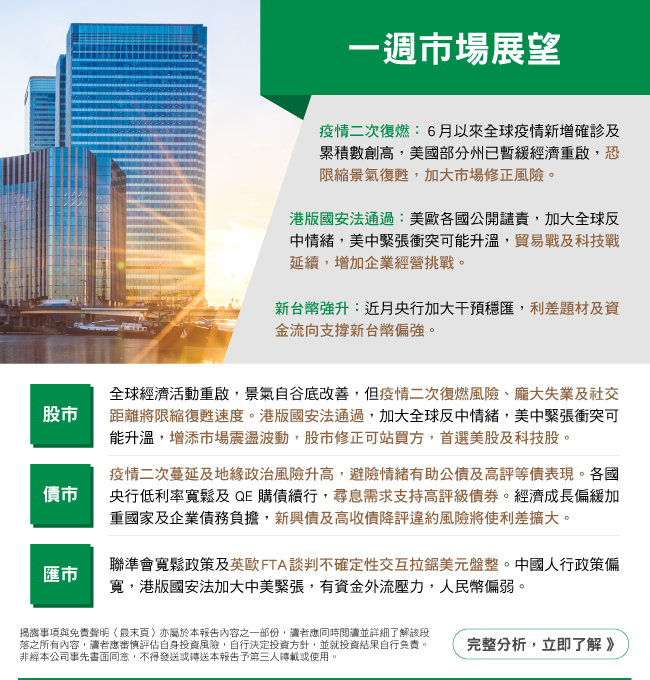 一週市場展望
疫情二次復燃：6月以來全球疫情新增確診及
累積數創高，美國部分州已暫緩經濟重啟，恐
限縮景氣復甦，加大市場修正風險。
港版國安法通過：美歐各國公開譴責，加大全球反
中情緒，美中緊張衝突可能升溫，貿易戰及科技戰
延續，增加企業經營挑戰。
新台幣強升：近月央行加大干預穩匯，利差題材及資
金流向支撐新台幣偏強。
股市
全球經濟活動重啟，景氣自谷底改善，但疫情二次復燃風險、龐大失業及社交
距離將限縮復甦速度。港版國安法通過，加大全球反中情緒，美中緊張衝突可
能升溫，增添市場震盪波動，股市修正可站買方，首選美股及科技股。
債市
疫情二次蔓延及地緣政治風險升高，避險情緒有助公債及高評等債表現。各國
央行低利率寬鬆及 QE 購債續行，尋息需求支持高評級債券。經濟成長偏緩加
重國家及企業債務負擔，新興債及高收債降評違約風險將使利差擴大。
匯市
聯準會寬鬆政策及英歐FTA談判不確定性交互拉鋸美元盤整。中國人行政策偏
寬，港版國安法加大中美緊張，有資金外流壓力，人民幣偏弱。
揭露事項與免責聲明（最末頁）亦屬於本報告內容之一部份，讀者應同時閱讀並詳細了解該段
落之所有內容，讀者應審慎評估自身投資風險，自行決定投資方針，並就投資結果自行負責。
非經本公司事先書面同意，不得發送或轉送本報告予第三人轉載或使用。
完整分析，立即了解 》